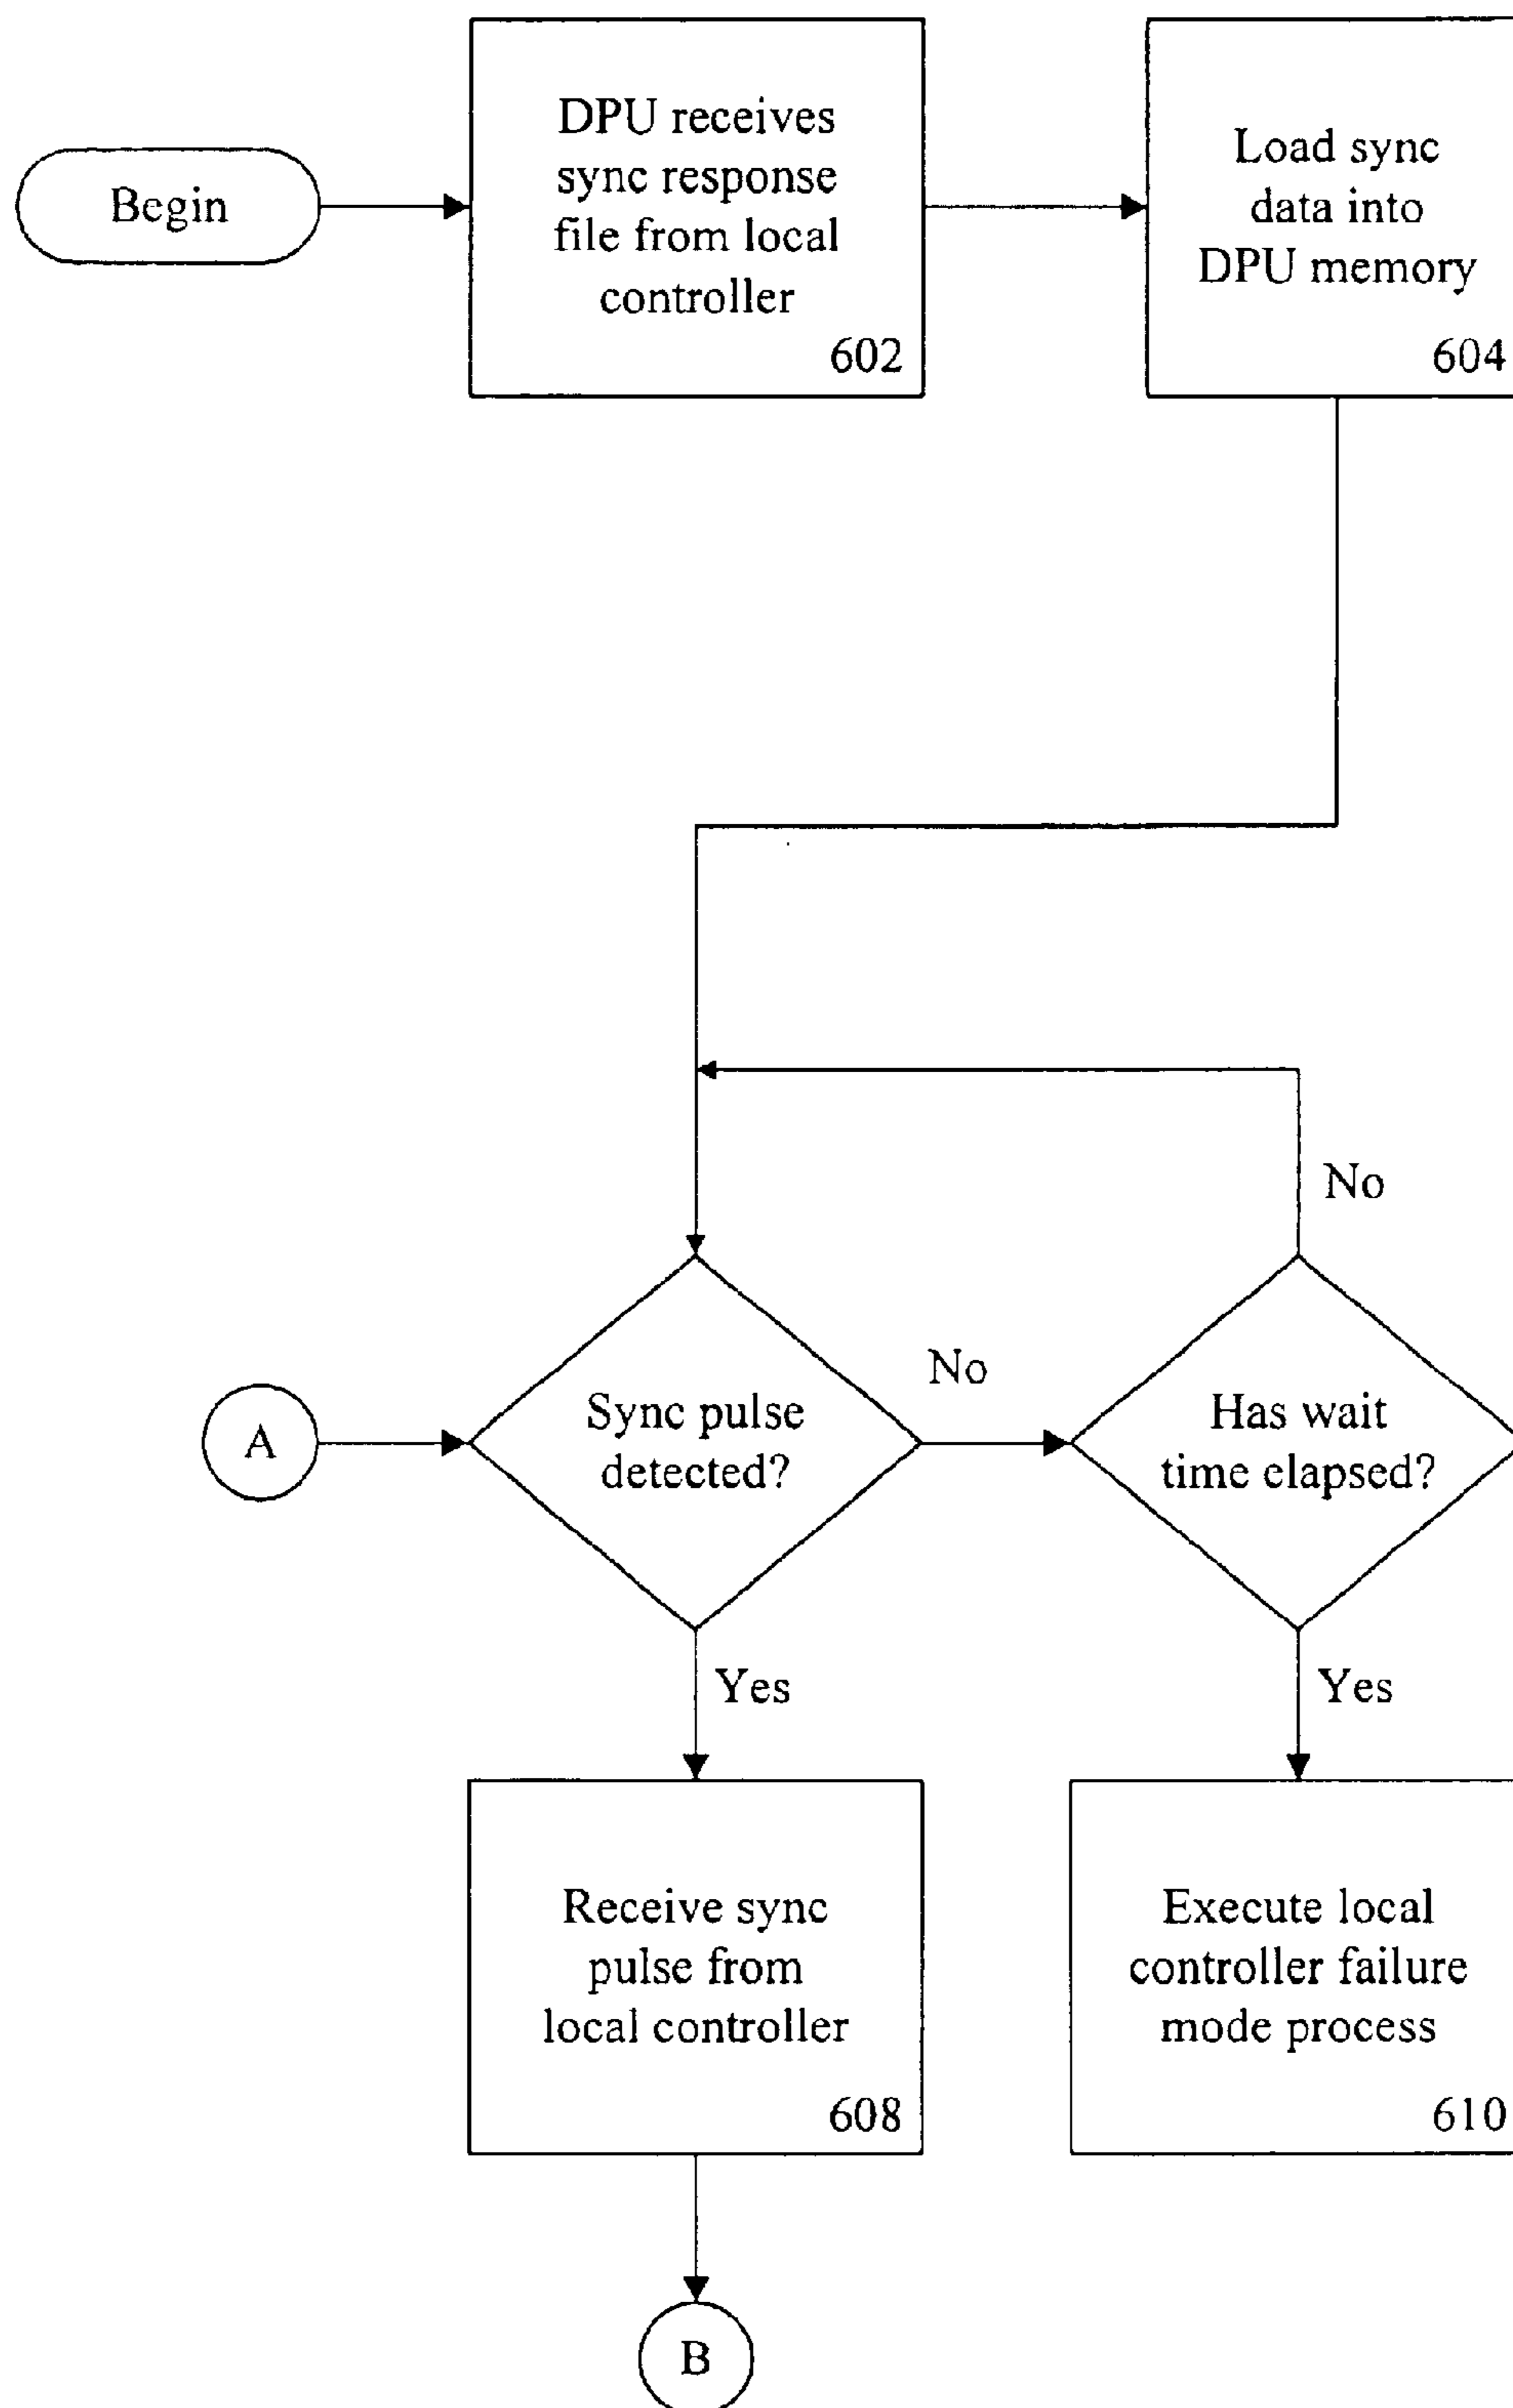 Begin
DPU receives
sync response
file from local
controller
602
Load sync
data into
DPU memory
604
No
A
Sync pulse
detected?
No
Has wait
time elapsed?
Yes
Yes
Receive sync
pulse from
local controller
608
Execute local
controller failure
mode process
610
B